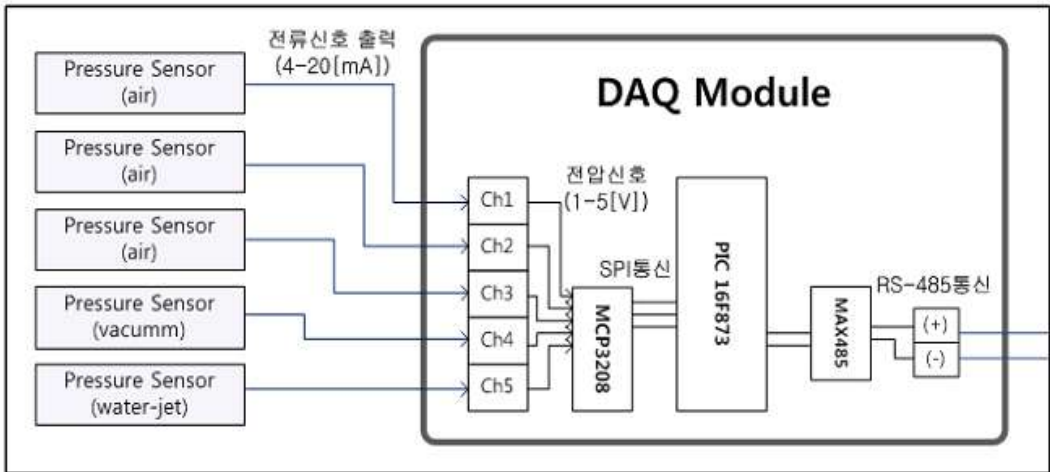 전류신호 출력
(4-20[mA])
Pressure Sensor
(air)
Pressure Sensor
(air)
Pressure Sensor
(air)
Pressure Sensor
(vacumm)
Pressure Sensor
(water-jet)
DAQ Module
전압신호
(1-5[V])
Ch1
Ch2
Ch3
Ch4
Ch5
SPI통신
MCP3208
PIC 16F873
MAX485
RS-485통신
(+)
(-)